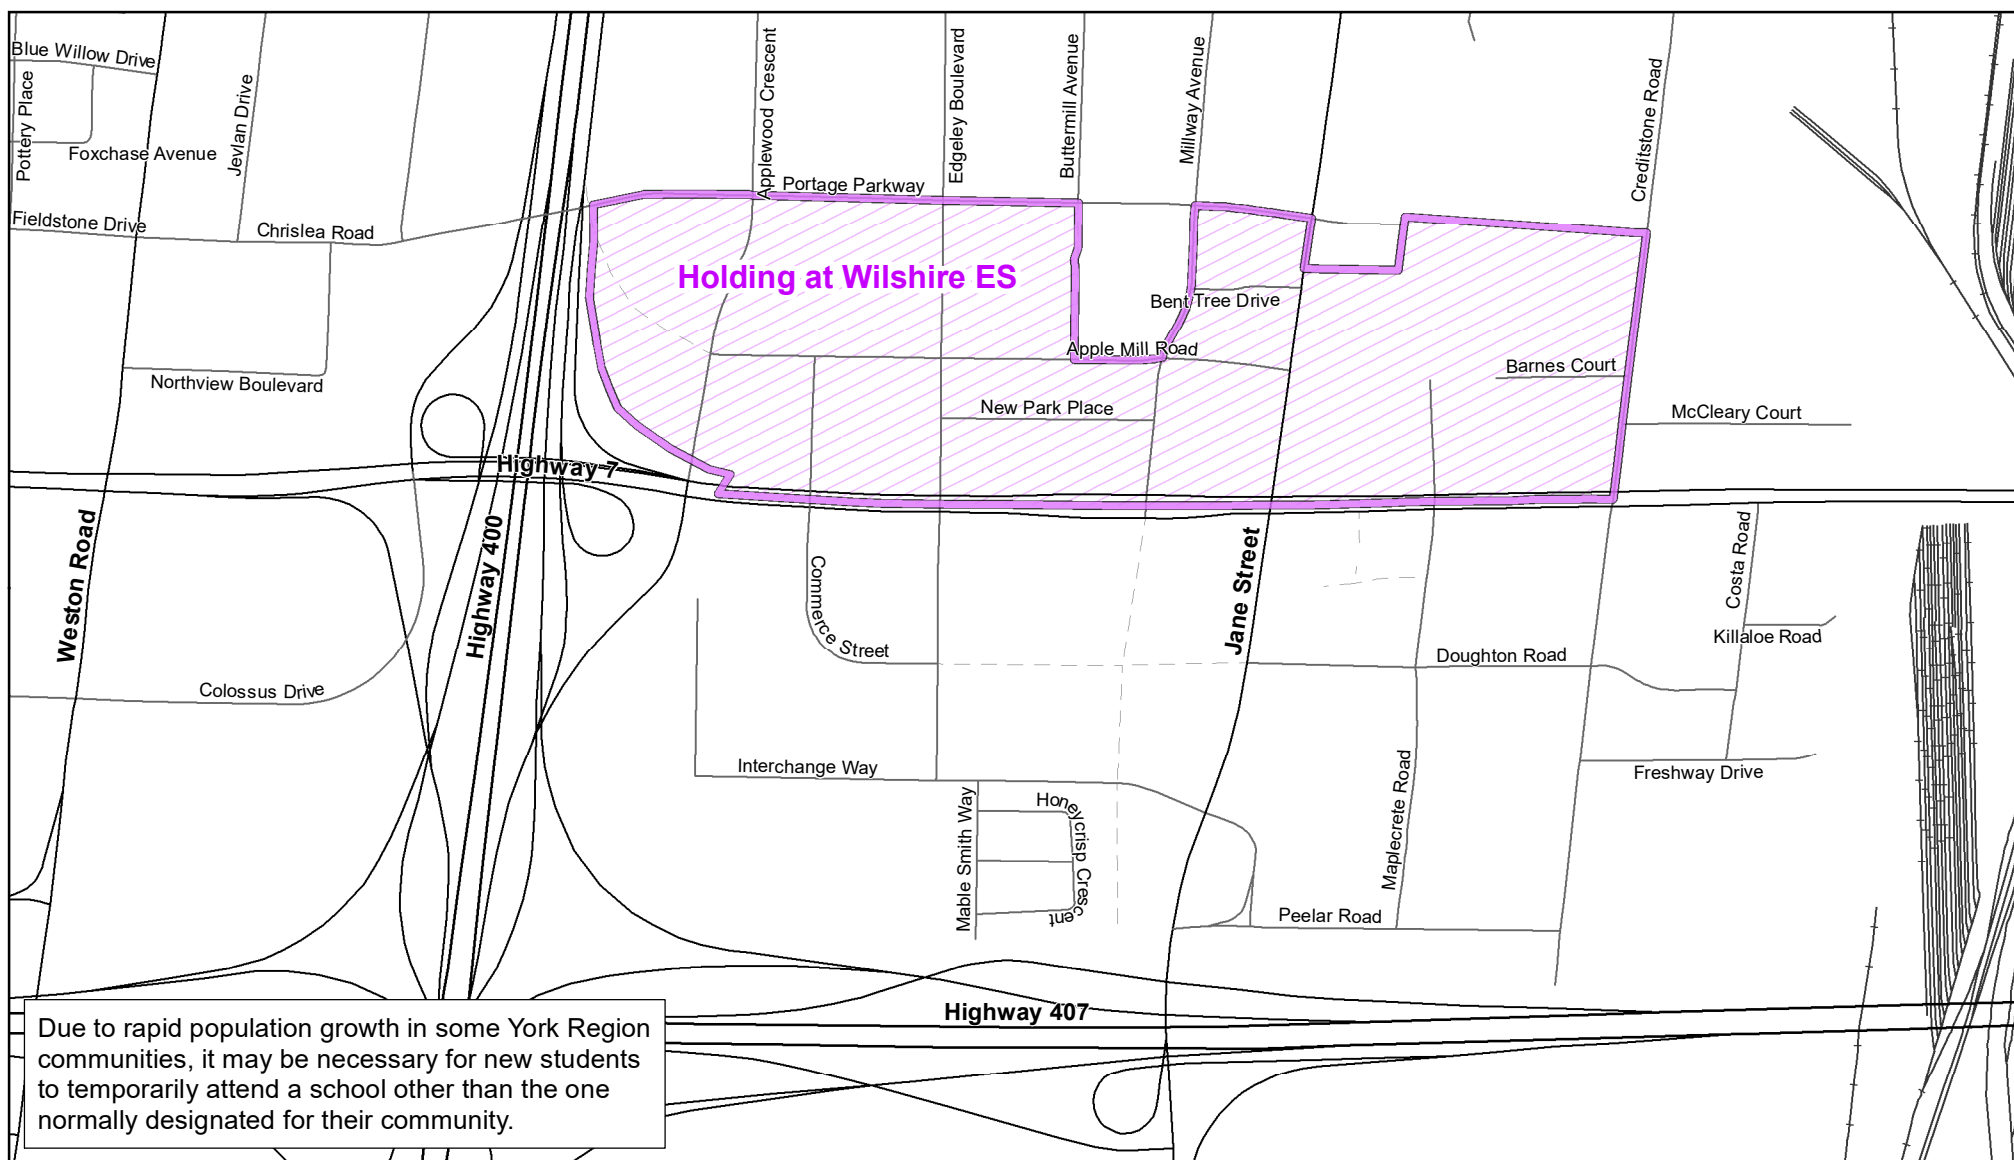 Blue Willow Drive
Pottery Place
Foxchase Avenue
Jevlan Drive
Fieldstone Drive
Chrislea Road
Northview Boulevard
Applewood Crescent
Edgeley Boulevard
Buttermill Avenue
Millway Avenue
Creditstone Road
Portage Parkway
Holding at Wilshire ES
Bent Tree Drive
Apple Mill Road
Barnes Court
New Park Place
McCleary Court
Highway 7
Weston Road
Highway 400
Jane Street
Commerce Street
Costa Road
Killaloe Road
Doughton Road
Colossus Drive
Interchange Way
Maplecrete Road
Freshway Drive
Mable Smith Way
Honeycrisp Crescent
Peelar Road
Highway 407
Due to rapid population growth in some York Region
communities, it may be necessary for new students
to temporarily attend a school other than the one
normally designated for their community.